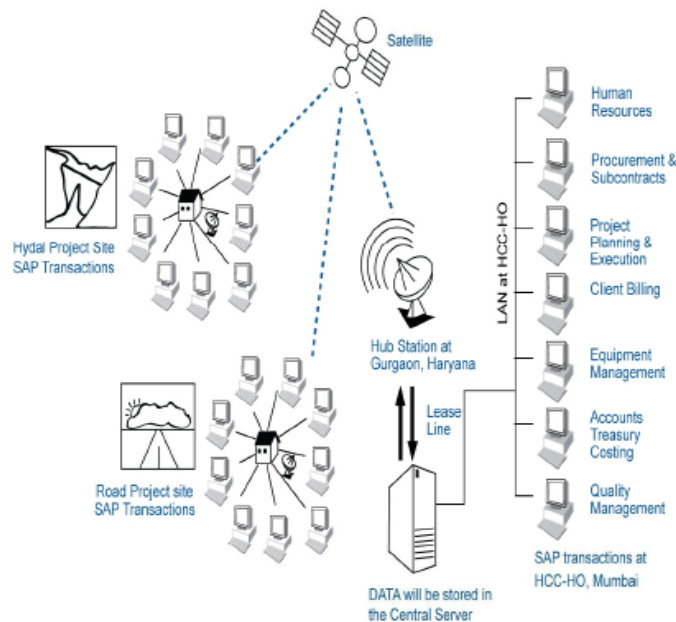 Satellite
Human
Resources
Procurement &
Subcontracts
Project
Planning &
Execution
Client Billing
Equipment
Management
Accounts
Treasury
Costing
Quality
Management
SAP transactions at
HCC-HO, Mumbai
LAN at HCC-HO
Hydal Project Site
SAP Transactions
Hub Station at
Gurgaon, Haryana
Lease
Line
Road Project site
SAP Transactions
DATA will be stored in
the Central Server